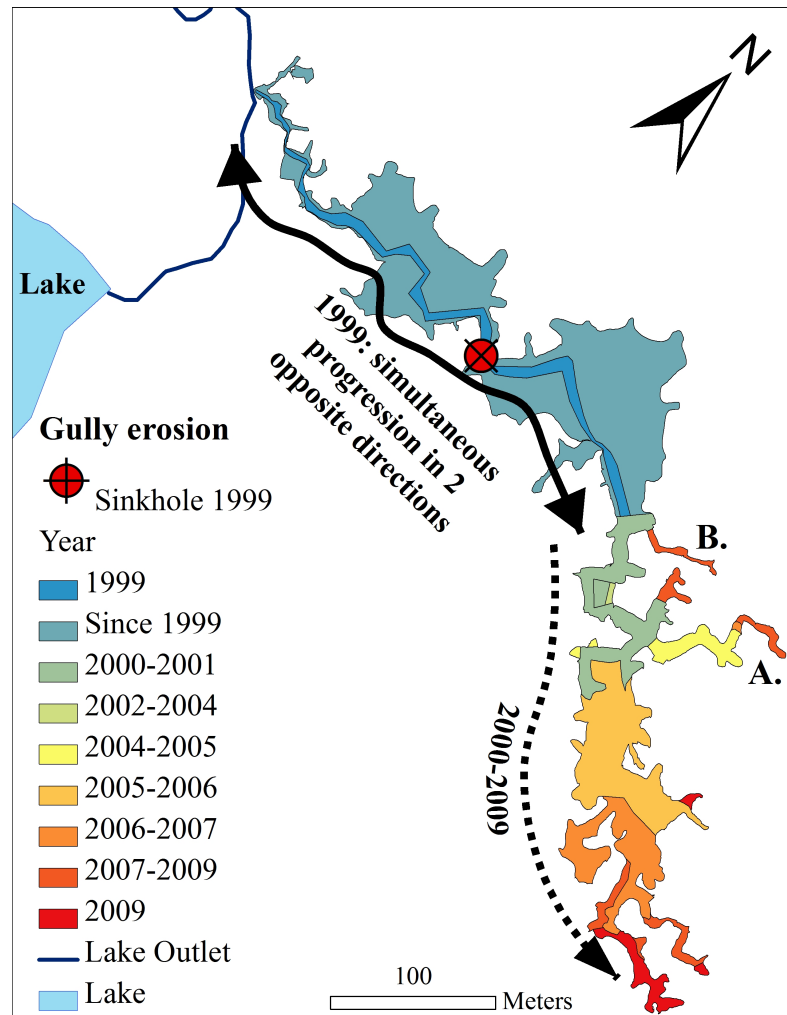 N
Lake
1999: simultaneous
progression in 2
opposite directions
Gully erosion
Sinkhole 1999
Year
1999
Since 1999
2000-2001
2002-2004
2004-2005
2005-2006
2006-2007
2007-2009
2009
Lake Outlet
Lake
B.
A.
2000-2009
100
Meters